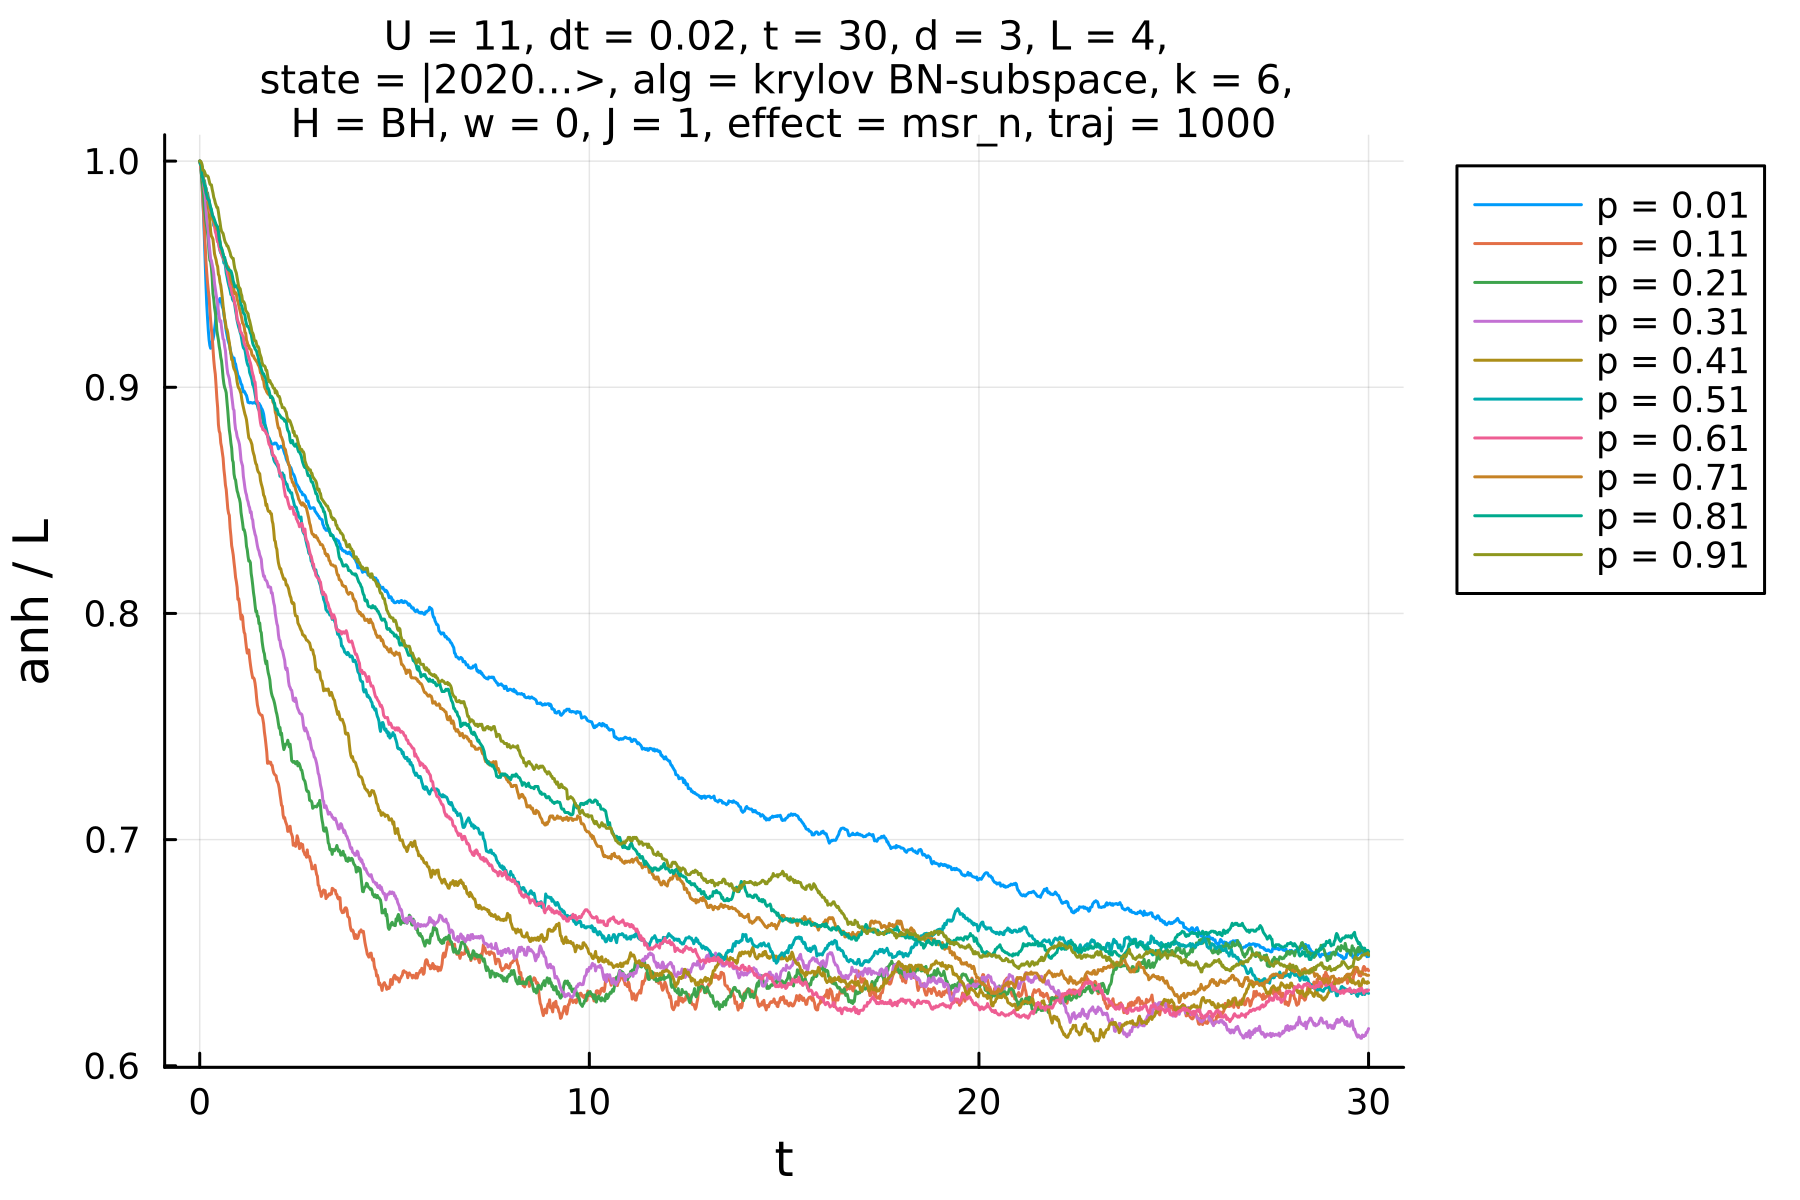 U = 11, dt = 0.02, t = 30, d = 3, L = 4,
state = |2020...>, alg = krylov BN-subspace, k = 6,
H = BH, w = 0, J = 1, effect = msr_n, traj = 1000
1.0
0.9
0.8
0.7
0.6
anh / L
0
10
20
30
t
p = 0.01
p = 0.11
p = 0.21
p = 0.31
p = 0.41
p = 0.51
p = 0.61
p = 0.71
p = 0.81
p = 0.91